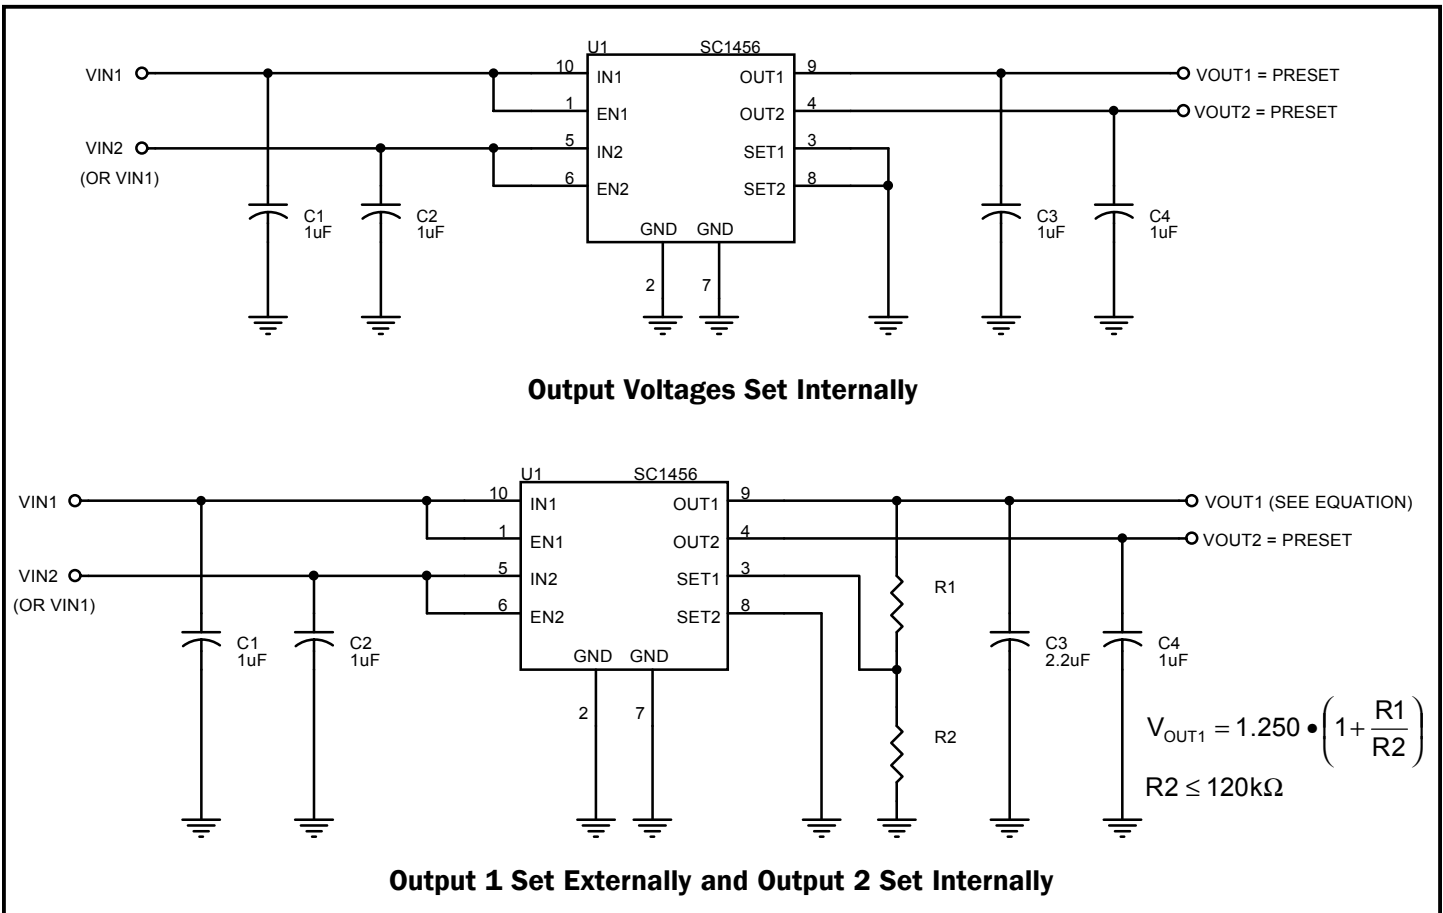 U1 SC1456
VIN1 10 IN1 OUT1 9 VOUT1 = PRESET
1 EN1 OUT2 4 VOUT2 = PRESET
VIN2 5 IN2 SET1 3
(OR VIN1) 6 EN2 SET2 8
C1 C2 GND GND C3 C4
1uF 1uF 1uF 1uF
2 7
Output Voltages Set Internally
U1 SC1456
VIN1 10 IN1 OUT1 9 VOUT1 (SEE EQUATION)
1 EN1 OUT2 4 VOUT2 = PRESET
VIN2 5 IN2 SET1 3 R1
(OR VIN1) 6 EN2 SET2 8
C1 C2 GND GND C3 C4
1uF 1uF 2.2uF 1uF
2 7 R2
V_OUT1 = 1.250 • (1 + R1/R2)
R2 ≤ 120kΩ
Output 1 Set Externally and Output 2 Set Internally